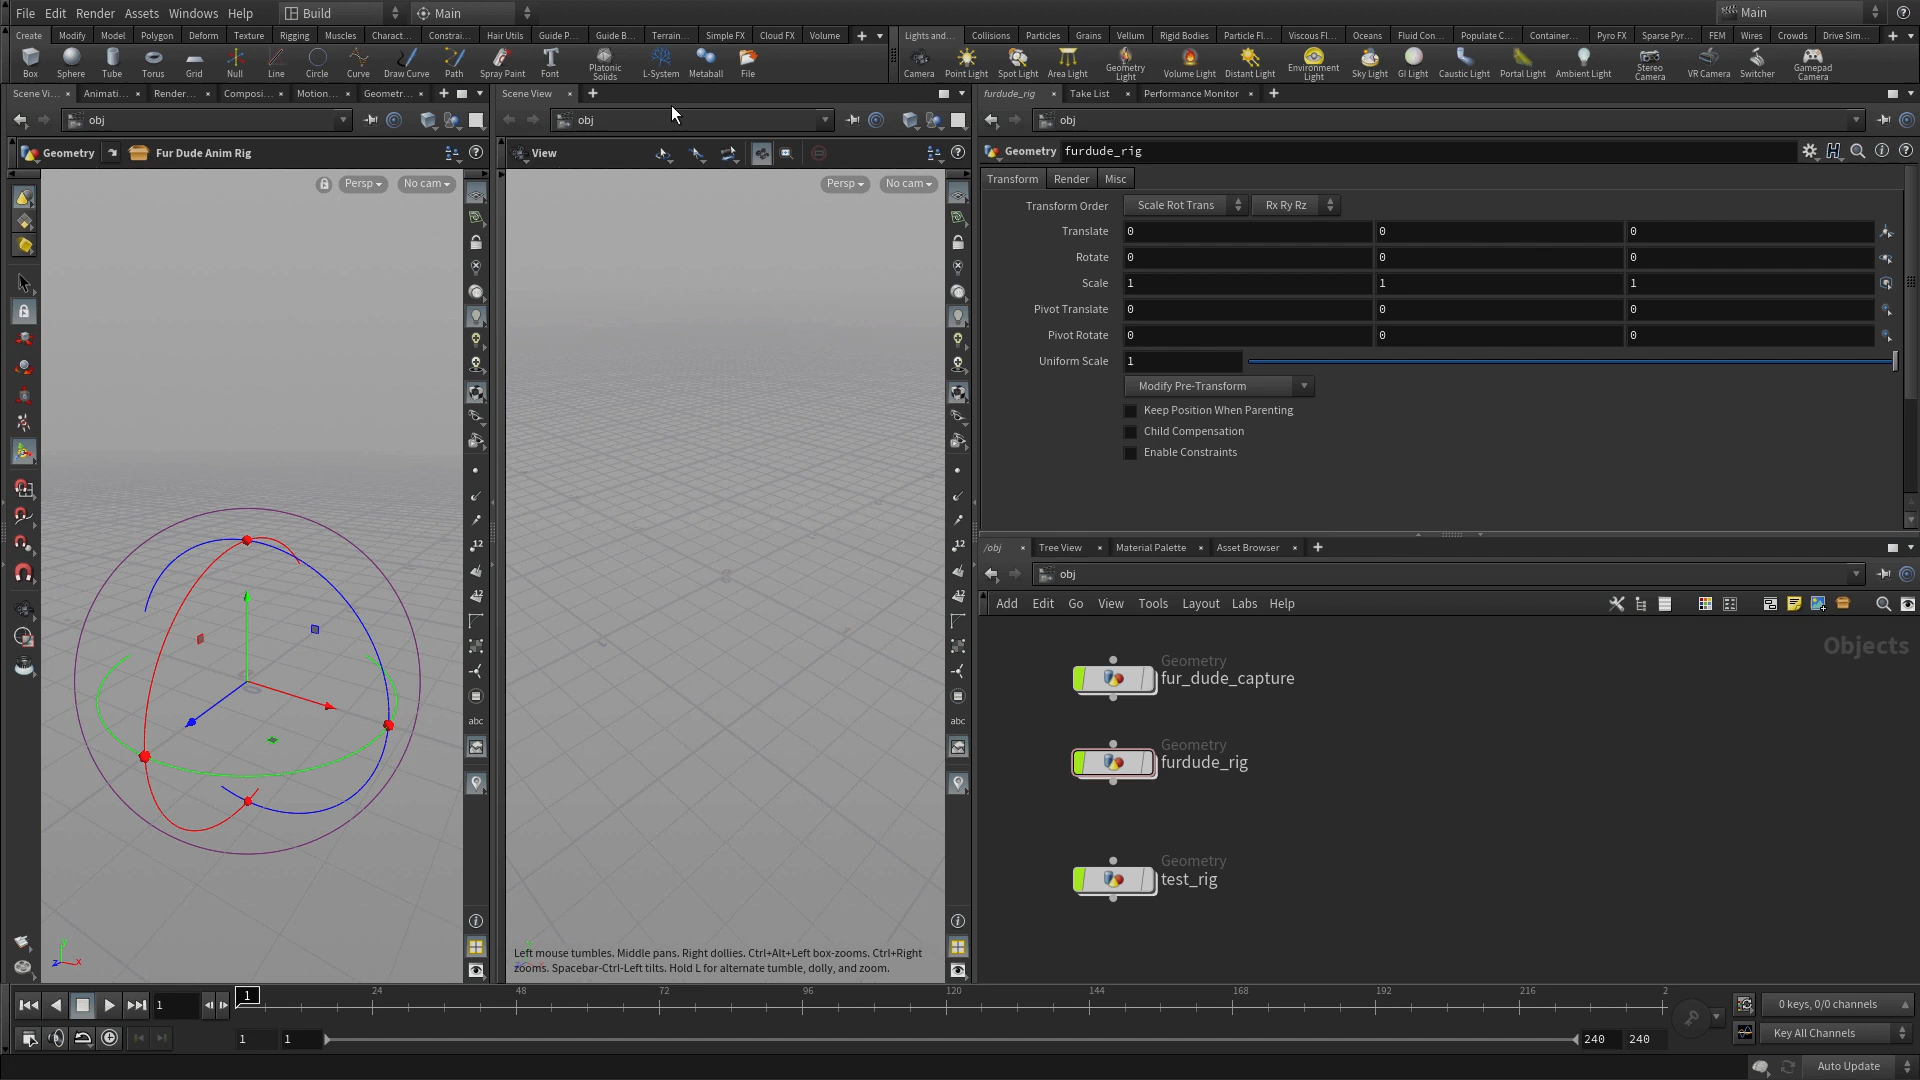 File Edit Render Assets Windows Help Build Main Main
Create Modify Model Polygon Deform Texture Rigging Muscles Charact... Constrai... Hair Utils Guide P... Guide B... Terrain... Simple FX Cloud FX Volume Lights and... Collisions Particles Grains Vellum Rigid Bodies Particle Fl... Viscous Fl... Oceans Fluid Con... Populate C... Container... Pyro FX Sparse Pyr... FEM Wires Crowds Drive Sim...
Box Sphere Tube Torus Grid Null Line Circle Curve Draw Curve Path Spray Paint Font Platonic Solids L-System Metaball File Camera Point Light Spot Light Area Light Geometry Light Volume Light Distant Light Environment Light Sky Light GI Light Caustic Light Portal Light Ambient Light Stereo Camera VR Camera Switcher Gamepad Camera
Scene Vi... Animati... Render... Composi... Motion... Geometr... Scene View furdude_rig Take List Performance Monitor
obj obj obj
Geometry Fur Dude Anim Rig View Geometry furdude_rig
Persp No cam Persp No cam
Transform Render Misc
Transform Order Scale Rot Trans Rx Ry Rz
Translate 0 0 0
Rotate 0 0 0
Scale 1 1 1
Pivot Translate 0 0 0
Pivot Rotate 0 0 0
Uniform Scale 1
Modify Pre-Transform
Keep Position When Parenting
Child Compensation
Enable Constraints
/obj Tree View Material Palette Asset Browser
obj
Add Edit Go View Tools Layout Labs Help
Objects
Geometry
fur_dude_capture
Geometry
furdude_rig
Geometry
test_rig
12 12
12 12
abc abc
Left mouse tumbles. Middle pans. Right dollies. Ctrl+Alt+Left box-zooms. Ctrl+Right
zooms. Spacebar-Ctrl-Left tilts. Hold L for alternate tumble, dolly, and zoom.
y
z x
1 1 24 48 72 96 120 144 168 192 216 2 0 keys, 0/0 channels
1 1 240 240 Key All Channels
Auto Update